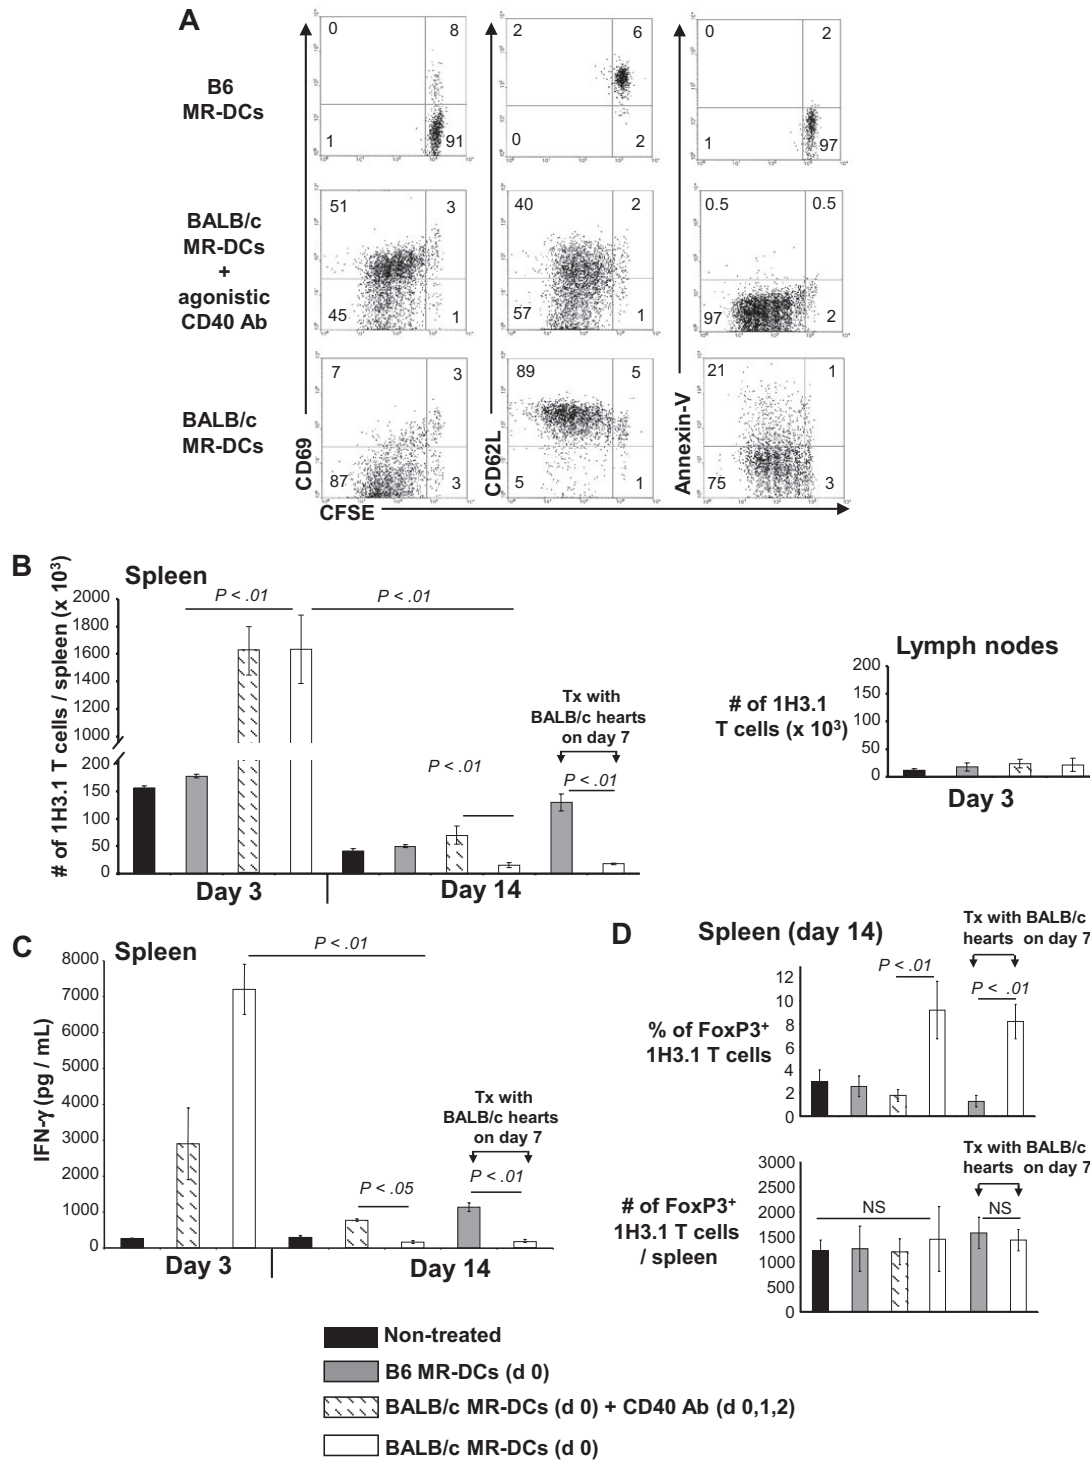 A
B6
MR-DCs
0
8
1
91
2
6
0
2
0
2
1
97
BALB/c
MR-DCs
+
agonistic
CD40 Ab
51
3
45
1
40
2
57
1
0.5
0.5
97
2
BALB/c
MR-DCs
7
3
87
3
89
5
5
1
21
1
75
3
CD69
CD62L
Annexin-V
CFSE
B
Spleen
# of 1H3.1 T cells / spleen (x 10³)
2000
1800
1600
1400
1200
1000
200
150
100
50
0
P < .01
P < .01
P < .01
Tx with
BALB/c hearts
on day 7
P < .01
Day 3
Day 14
Lymph nodes
# of 1H3.1
T cells (x 10³)
200
150
100
50
0
Day 3
C
Spleen
IFN-γ (pg / mL)
8000
7000
6000
5000
4000
3000
2000
1000
0
P < .01
P < .05
Tx with
BALB/c hearts
on day 7
P < .01
Day 3
Day 14
D
Spleen (day 14)
Tx with BALB/c
hearts on day 7
% of FoxP3⁺
1H3.1 T cells
12
10
8
6
4
2
0
P < .01
P < .01
Tx with BALB/c
hearts on day 7
# of FoxP3⁺
1H3.1 T cells
/ spleen
3000
2500
2000
1500
1000
500
0
NS
NS
Non-treated
B6 MR-DCs (d 0)
BALB/c MR-DCs (d 0) + CD40 Ab (d 0,1,2)
BALB/c MR-DCs (d 0)